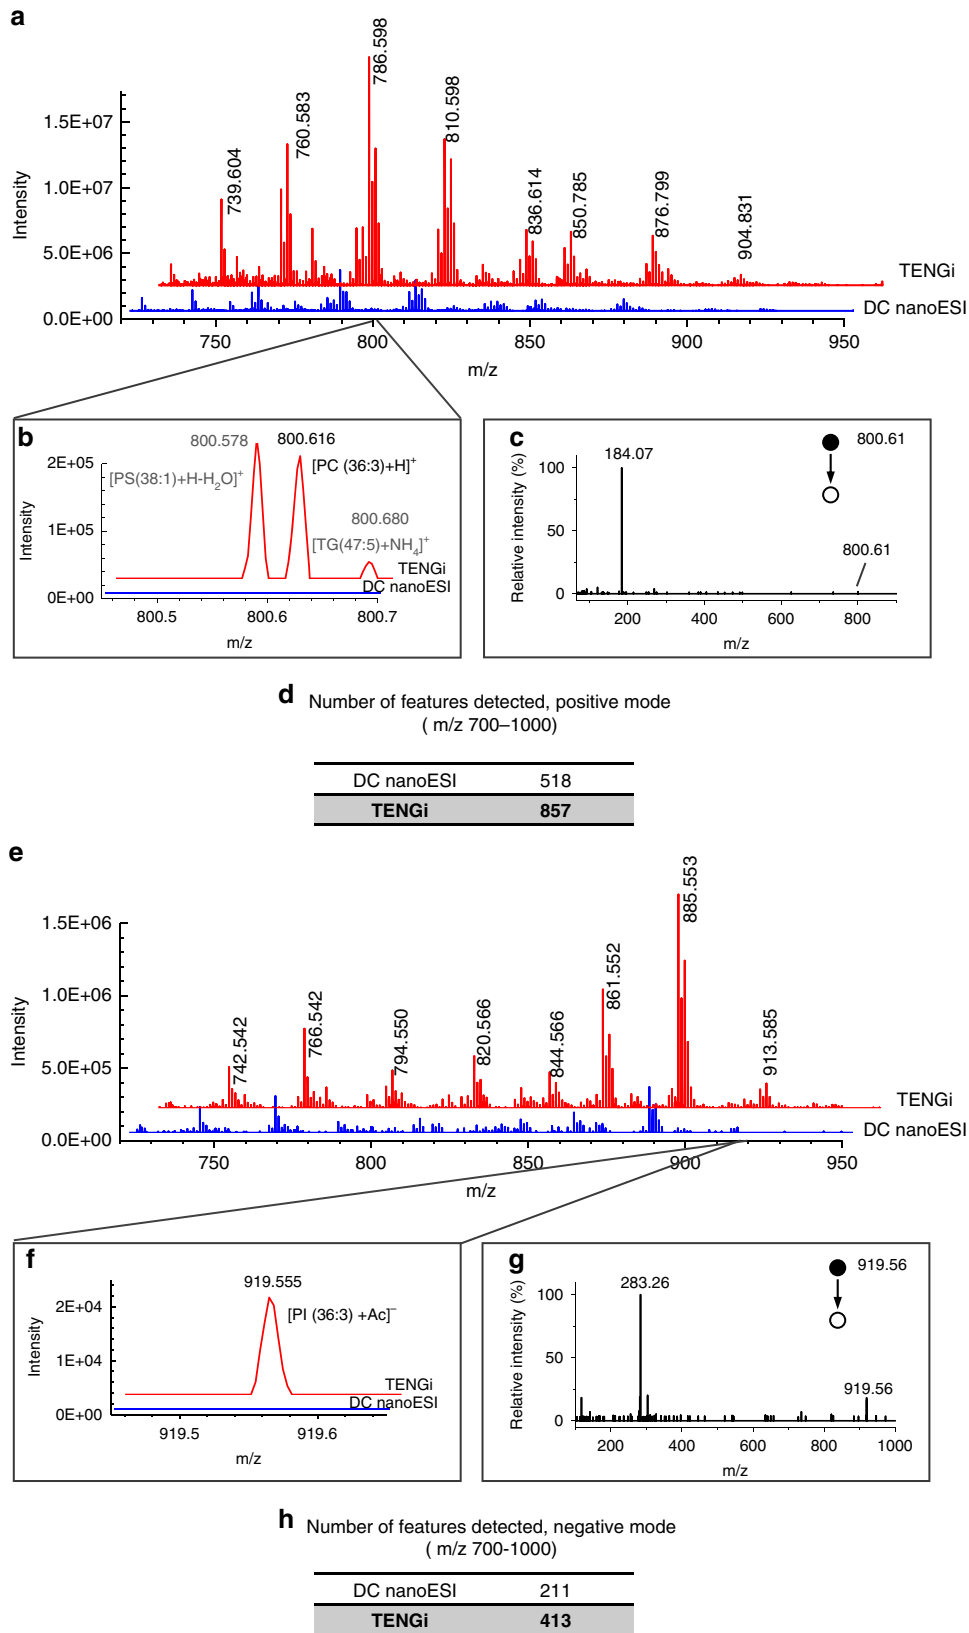 a
786.598
760.583
810.598
739.604
836.614
850.785
876.799
904.831
1.5E+07
1.0E+07
5.0E+06
0.0E+00
Intensity
TENGi
DC nanoESI
750 800 850 900 950
m/z
b
800.578 800.616
[PS(38:1)+H-H₂O]⁺
[PC (36:3)+H]⁺
800.680
[TG(47:5)+NH₄]⁺
2E+05
1E+05
0E+00
Intensity
TENGi
DC nanoESI
800.5 800.6 800.7
m/z
c
184.07
800.61
800.61
100
50
0
Relative intensity (%)
200 400 600 800
m/z
d
Number of features detected, positive mode
( m/z 700–1000)
DC nanoESI 518
TENGi 857
e
885.553
861.552
766.542
742.542
794.550
820.566
844.566
913.585
1.5E+06
1.0E+06
5.0E+05
0.0E+00
Intensity
TENGi
DC nanoESI
750 800 850 900 950
m/z
f
919.555
[PI (36:3) +Ac]⁻
2E+04
1E+04
0E+00
Intensity
TENGi
DC nanoESI
919.5 919.6
m/z
g
283.26
919.56
919.56
100
50
0
Relative intensity (%)
200 400 600 800 1000
m/z
h
Number of features detected, negative mode
( m/z 700-1000)
DC nanoESI 211
TENGi 413